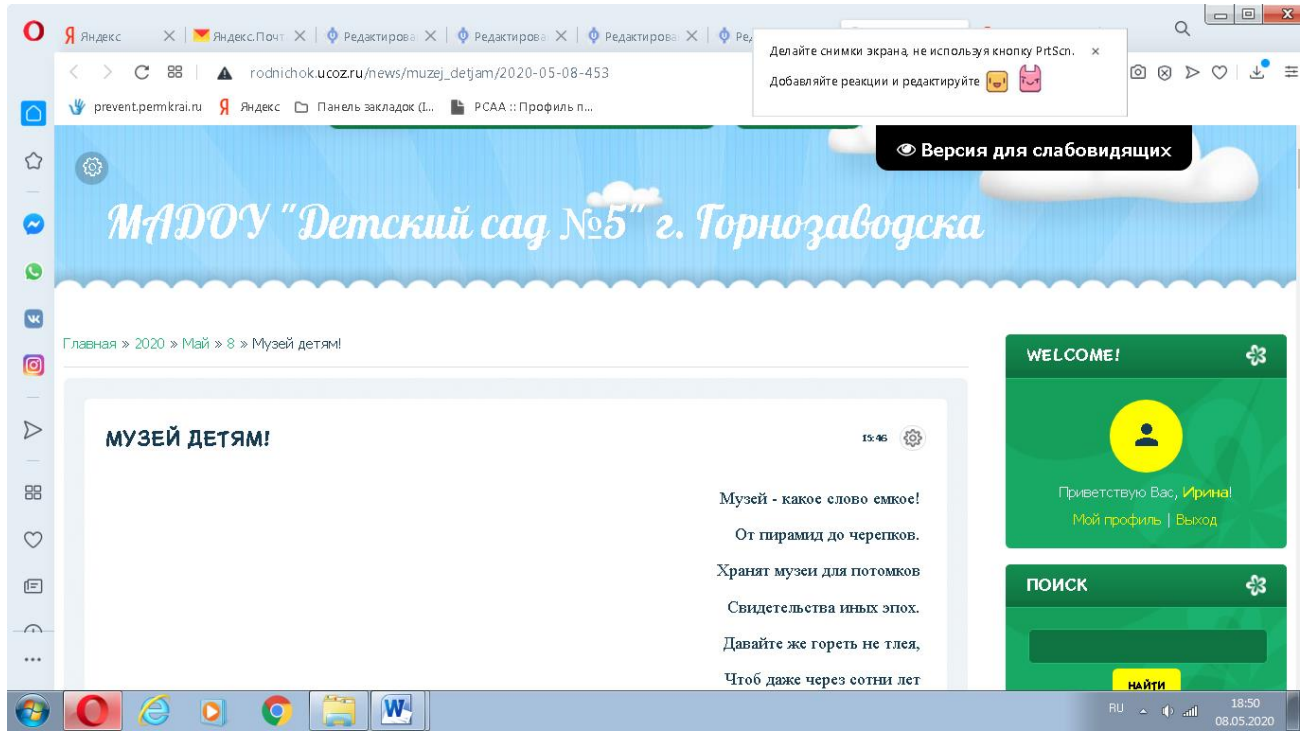 Яндекс
Яндекс.Почт
Редактирова
Редактирова
Редактирова
Ре
Делайте снимки экрана, не используя кнопку PrtScn.
Добавляйте реакции и редактируйте
rodnichok.ucoz.ru/news/muzej_detjam/2020-05-08-453
prevent.permkrai.ru
Яндекс
Панель закладок (I...
РСАА :: Профиль п...
Версия для слабовидящих
МАДОУ "Детский сад №5" г. Горнозаводска
Главная » 2020 » Май » 8 » Музей детям!
МУЗЕЙ ДЕТЯМ!
15:46
Музей - какое слово емкое!
От пирамид до черепков.
Хранят музеи для потомков
Свидетельства иных эпох.
Давайте же гореть не тлея,
Чтоб даже через сотни лет
WELCOME!
Приветствую Вас, Ирина!
Мой профиль | Выход
ПОИСК
НАЙТИ
RU
18:50
08.05.2020